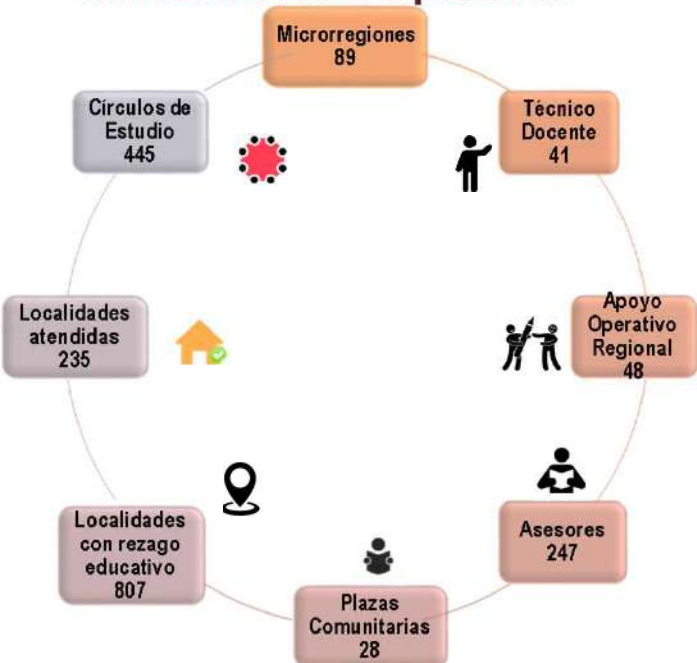 Microrregiones
89
Técnico
Docente
41
Apoyo
Operativo
Regional
48
Asesores
247
Plazas
Comunitarias
28
Localidades
con rezago
educativo
807
Localidades
atendidas
235
Círculos de
Estudio
445